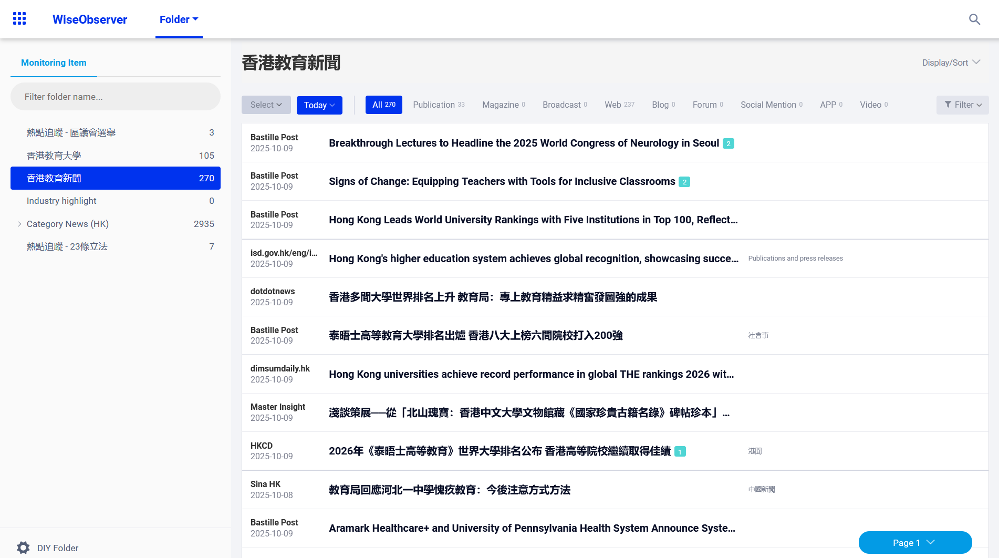 WiseObserver
Folder
Monitoring Item
Filter folder name...
熱點追蹤 - 區議會選舉 3
香港教育大學 105
香港教育新聞 270
Industry highlight 0
Category News (HK) 2935
熱點追蹤 - 23條立法 7
DIY Folder
香港教育新聞
Display/Sort
Select
Today
All 270
Publication 33
Magazine 0
Broadcast 0
Web 237
Blog 0
Forum 0
Social Mention 0
APP 0
Video 0
Filter
Bastille Post
2025-10-09
Breakthrough Lectures to Headline the 2025 World Congress of Neurology in Seoul 2
Bastille Post
2025-10-09
Signs of Change: Equipping Teachers with Tools for Inclusive Classrooms 2
Bastille Post
2025-10-09
Hong Kong Leads World University Rankings with Five Institutions in Top 100, Reflect...
isd.gov.hk/eng/i...
2025-10-09
Hong Kong's higher education system achieves global recognition, showcasing succe...
Publications and press releases
dotdotnews
2025-10-09
香港多間大學世界排名上升 教育局：專上教育精益求精奮發圖強的成果
Bastille Post
2025-10-09
泰晤士高等教育大學排名出爐 香港八大上榜六間院校打入200強
社會事
dimsumdaily.hk
2025-10-09
Hong Kong universities achieve record performance in global THE rankings 2026 wit...
Master Insight
2025-10-09
淺談策展──從「北山瑰寶：香港中文大學文物館藏《國家珍貴古籍名錄》碑帖珍本」...
HKCD
2025-10-09
2026年《泰晤士高等教育》世界大學排名公布 香港高等院校繼續取得佳績 1
港聞
Sina HK
2025-10-08
教育局回應河北一中學愧疚教育：今後注意方式方法
中國新聞
Bastille Post
2025-10-09
Aramark Healthcare+ and University of Pennsylvania Health System Announce Syste...
Page 1